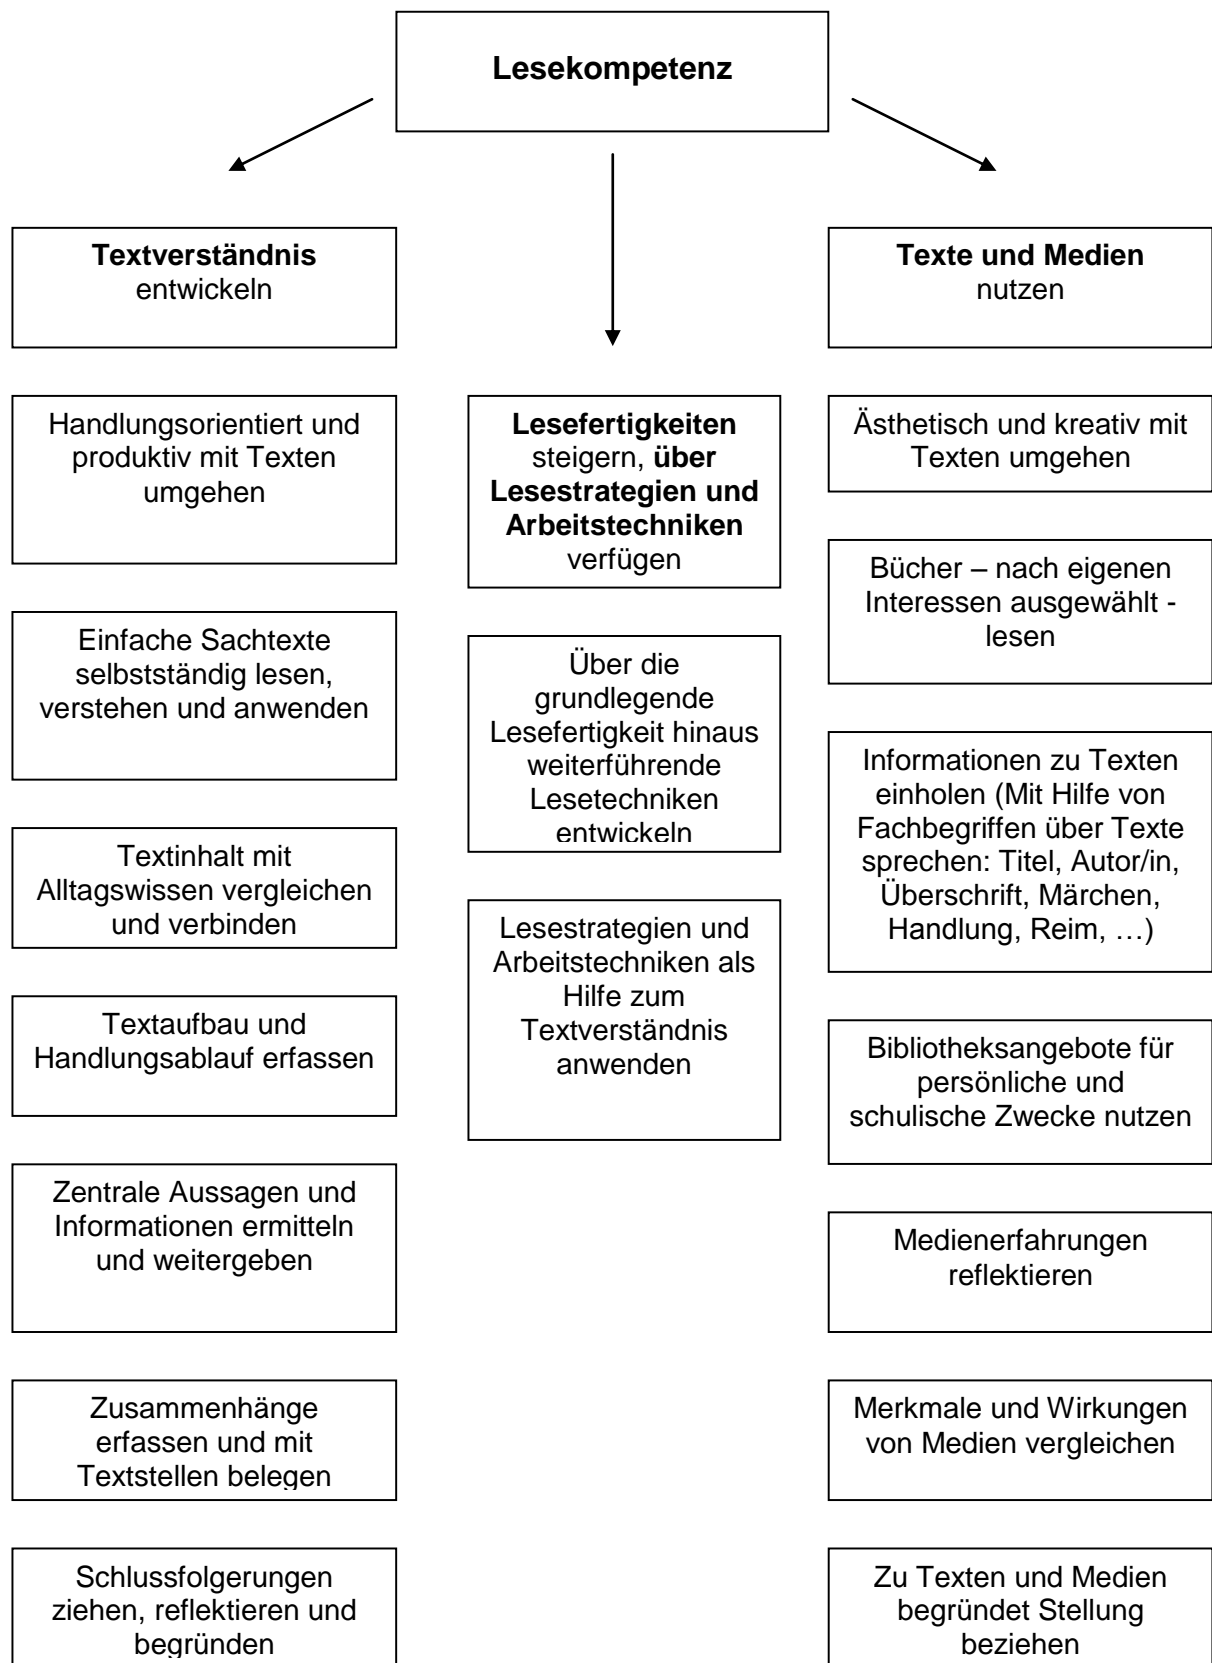 Lesekompetenz
Textverständnis
entwickeln
Handlungsorientiert und
produktiv mit Texten
umgehen
Einfache Sachtexte
selbstständig lesen,
verstehen und anwenden
Textinhalt mit
Alltagswissen vergleichen
und verbinden
Textaufbau und
Handlungsablauf erfassen
Zentrale Aussagen und
Informationen ermitteln
und weitergeben
Zusammenhänge
erfassen und mit
Textstellen belegen
Schlussfolgerungen
ziehen, reflektieren und
begründen
Lesefertigkeiten
steigern, über
Lesestrategien und
Arbeitstechniken
verfügen
Über die
grundlegende
Lesefertigkeit hinaus
weiterführende
Lesetechniken
entwickeln
Lesestrategien und
Arbeitstechniken als
Hilfe zum
Textverständnis
anwenden
Texte und Medien
nutzen
Ästhetisch und kreativ mit
Texten umgehen
Bücher – nach eigenen
Interessen ausgewählt -
lesen
Informationen zu Texten
einholen (Mit Hilfe von
Fachbegriffen über Texte
sprechen: Titel, Autor/in,
Überschrift, Märchen,
Handlung, Reim, …)
Bibliotheksangebote für
persönliche und
schulische Zwecke nutzen
Medienerfahrungen
reflektieren
Merkmale und Wirkungen
von Medien vergleichen
Zu Texten und Medien
begründet Stellung
beziehen